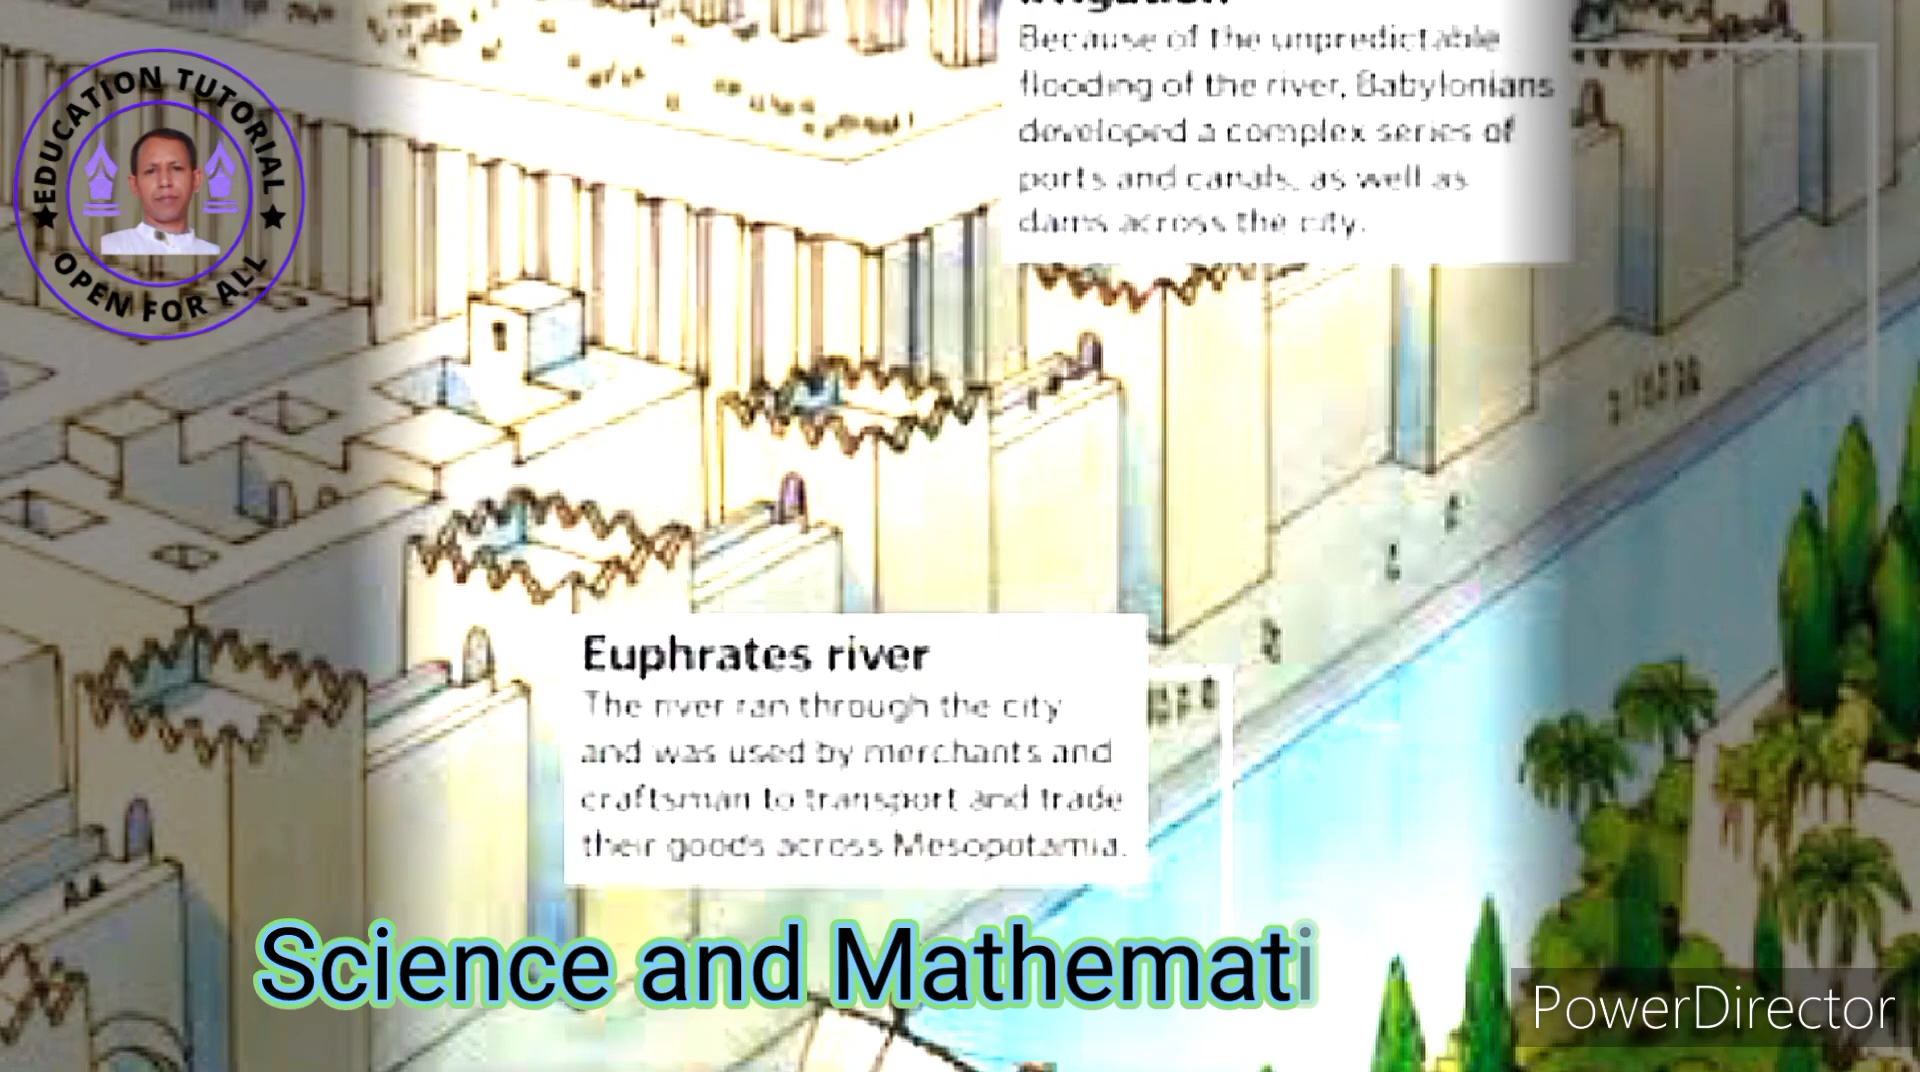 EDUCATION TUTORIAL
OPEN FOR ALL
Irrigation
Because of the unpredictable
flooding of the river, Babylonians
developed a complex series of
ports and canals, as well as
dams across the city.
Euphrates river
The river ran through the city
and was used by merchants and
craftsman to transport and trade
their goods across Mesopotamia.
Science and Mathemati
PowerDirector